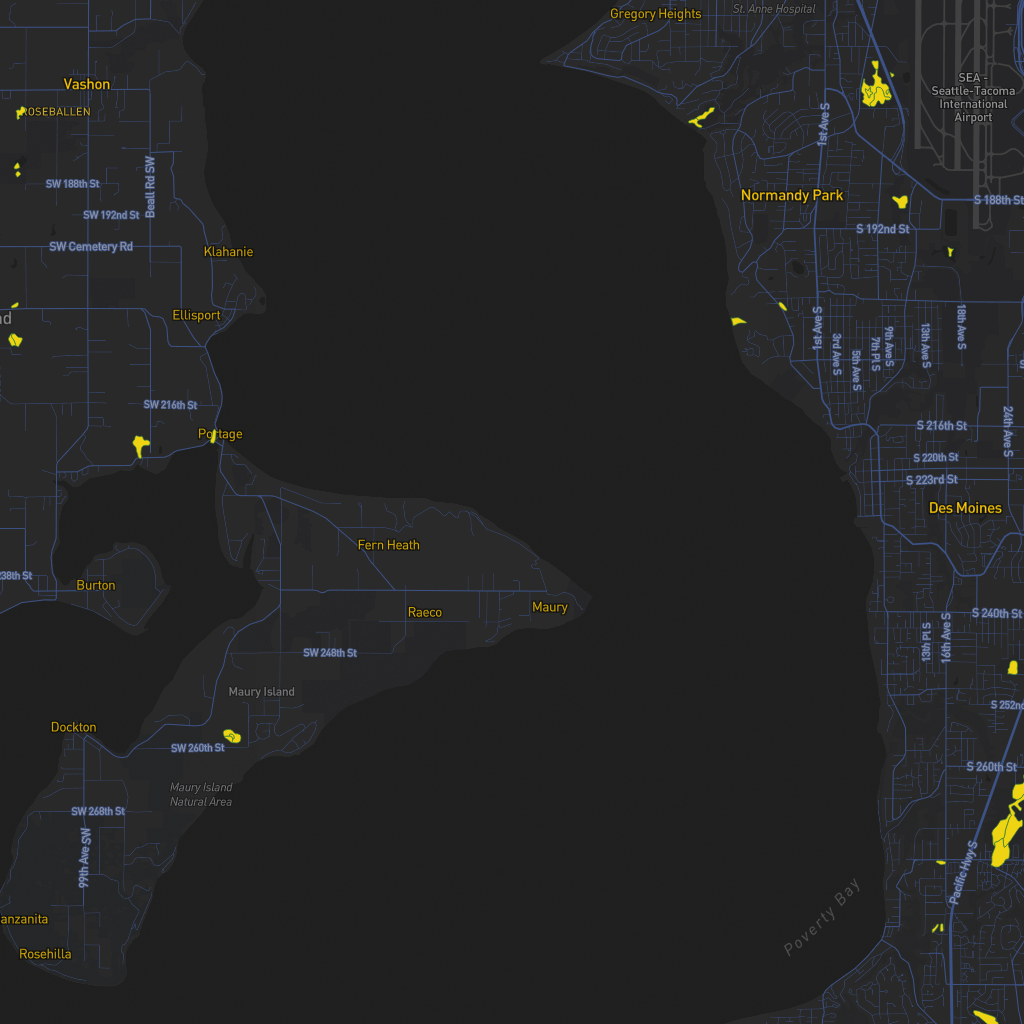 St. Anne Hospital
Gregory Heights
Vashon
SEA -
Seattle-Tacoma
International
Airport
ROSEBALLEN
1st Ave S
SW 188th St
Beall Rd SW
Normandy Park
S 188th St
SW 192nd St
S 192nd St
SW Cemetery Rd
Klahanie
Ellisport
1st Ave S
3rd Ave S
5th Ave S
7th Pl S
9th Ave S
13th Ave S
18th Ave S
SW 216th St
Portage
S 216th St
24th Ave S
S 220th St
S 223rd St
Des Moines
Fern Heath
238th St
Burton
Raeco
Maury
S 240th St
13th Pl S
16th Ave S
SW 248th St
Maury Island
S 252nd
Dockton
SW 260th St
S 260th St
Maury Island
Natural Area
SW 268th St
99th Ave SW
Pacific Hwy S
Poverty Bay
anzanita
Rosehilla